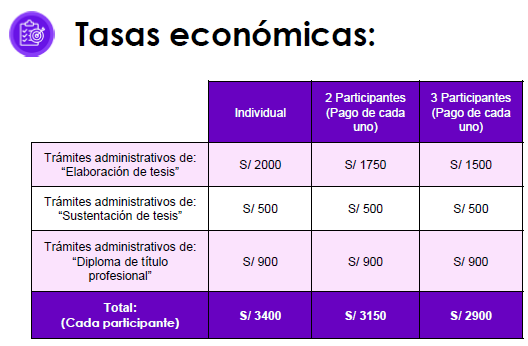 Tasas económicas:
Individual
2 Participantes
(Pago de cada
uno)
3 Participantes
(Pago de cada
uno)
Trámites administrativos de:
“Elaboración de tesis”
S/ 2000
S/ 1750
S/ 1500
Trámites administrativos de:
“Sustentación de tesis”
S/ 500
S/ 500
S/ 500
Trámites administrativos de:
“Diploma de título
profesional”
S/ 900
S/ 900
S/ 900
Total:
(Cada participante)
S/ 3400
S/ 3150
S/ 2900